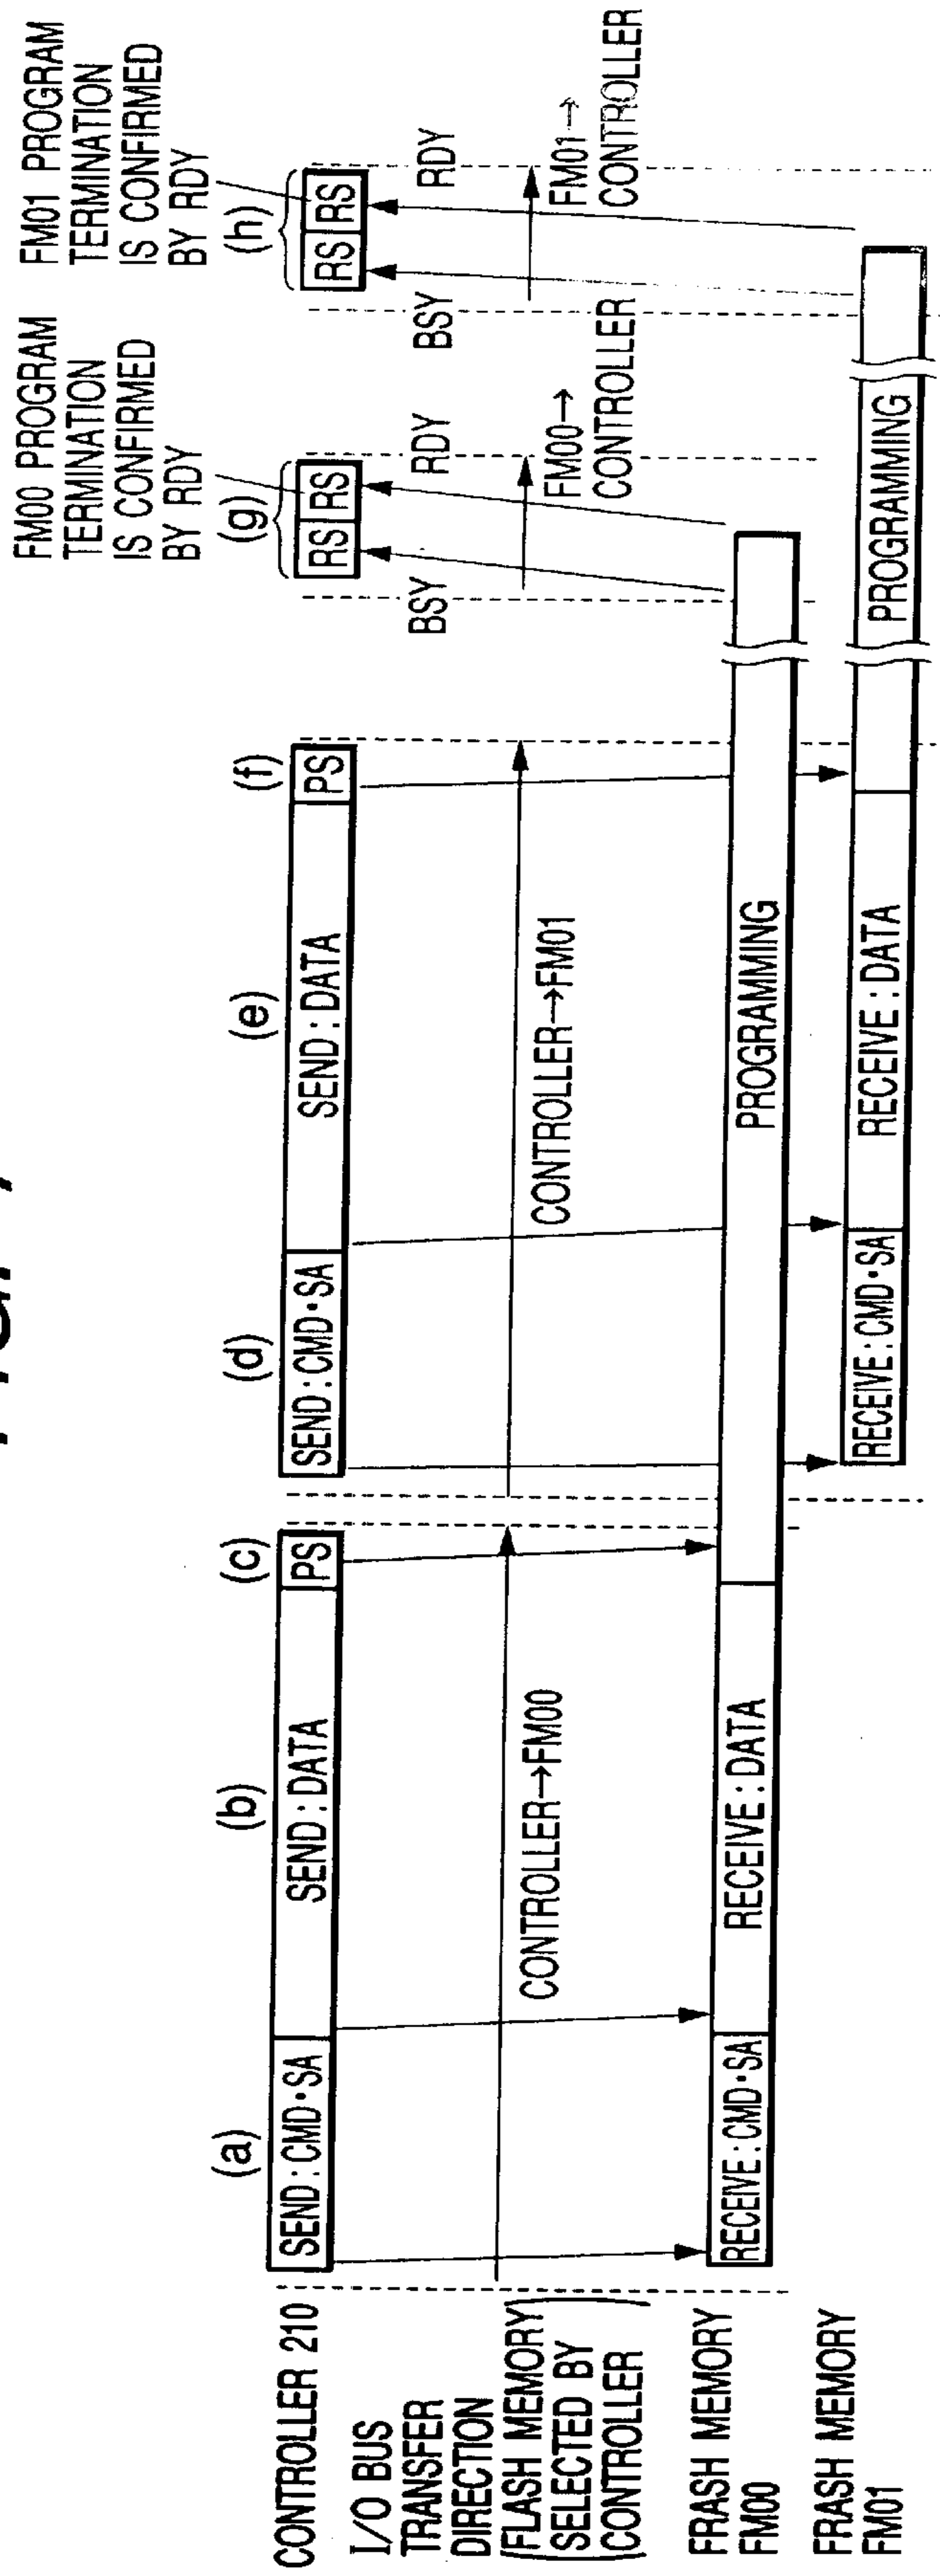 FM00 PROGRAM
TERMINATION
IS CONFIRMED
BY RDY
FM01 PROGRAM
TERMINATION
IS CONFIRMED
BY RDY
(a)
(b)
(c)
(d)
(e)
(f)
(g)
(h)
CONTROLLER 210
SEND : CMD・SA
SEND : DATA
PS
SEND : CMD・SA
SEND : DATA
PS
RS
RS
RS
RS
BSY
RDY
BSY
RDY
I/O BUS
TRANSFER
DIRECTION
(FLASH MEMORY
SELECTED BY
CONTROLLER)
CONTROLLER→FM00
CONTROLLER→FM01
FM00→
CONTROLLER
FM01→
CONTROLLER
FRASH MEMORY
FM00
RECEIVE : CMD・SA
RECEIVE : DATA
PROGRAMMING
FRASH MEMORY
FM01
RECEIVE : CMD・SA
RECEIVE : DATA
PROGRAMMING